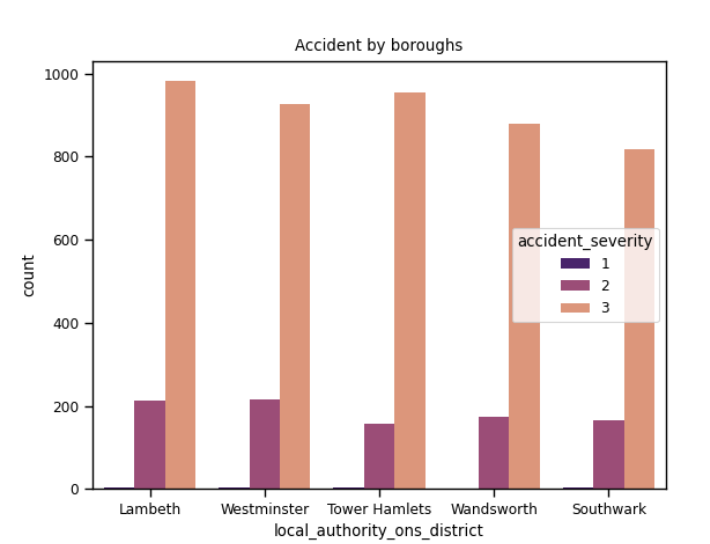 Accident by boroughs
1000
800
600
400
200
0
count
accident_severity
1
2
3
Lambeth Westminster Tower Hamlets Wandsworth Southwark
local_authority_ons_district